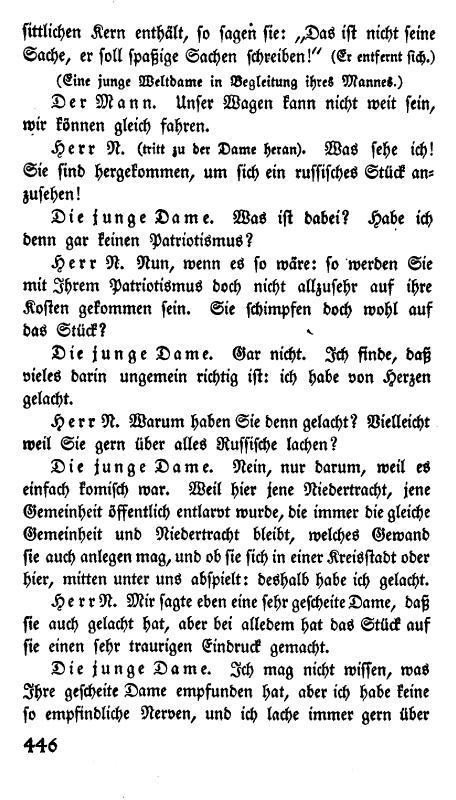 sittlichen Kern enthält, so sagen sie: „Das ist nicht seine
Sache, er soll spaßige Sachen schreiben!“ (Er entfernt sich.)
(Eine junge Weltdame in Begleitung ihres Mannes.)
Der Mann. Unser Wagen kann nicht weit sein,
wir können gleich fahren.
Herr N. (tritt zu der Dame heran). Was sehe ich!
Sie sind hergekommen, um sich ein russisches Stück an-
zusehen!
Die junge Dame. Was ist dabei? Habe ich
denn gar keinen Patriotismus?
Herr N. Nun, wenn es so wäre: so werden Sie
mit Ihrem Patriotismus doch nicht allzusehr auf ihre
Kosten gekommen sein. Sie schimpfen doch wohl auf
das Stück?
Die junge Dame. Gar nicht. Ich finde, daß
vieles darin ungemein richtig ist: ich habe von Herzen
gelacht.
Herr N. Warum haben Sie denn gelacht? Vielleicht
weil Sie gern über alles Russische lachen?
Die junge Dame. Nein, nur darum, weil es
einfach komisch war. Weil hier jene Niedertracht, jene
Gemeinheit öffentlich entlarvt wurde, die immer die gleiche
Gemeinheit und Niedertracht bleibt, welches Gewand
sie auch anlegen mag, und ob sie sich in einer Kreisstadt oder
hier, mitten unter uns abspielt: deshalb habe ich gelacht.
Herr N. Mir sagte eben eine sehr gescheite Dame, daß
sie auch gelacht hat, aber bei alledem hat das Stück auf
sie einen sehr traurigen Eindruck gemacht.
Die junge Dame. Ich mag nicht wissen, was
Ihre gescheite Dame empfunden hat, aber ich habe keine
so empfindliche Nerven, und ich lache immer gern über
446